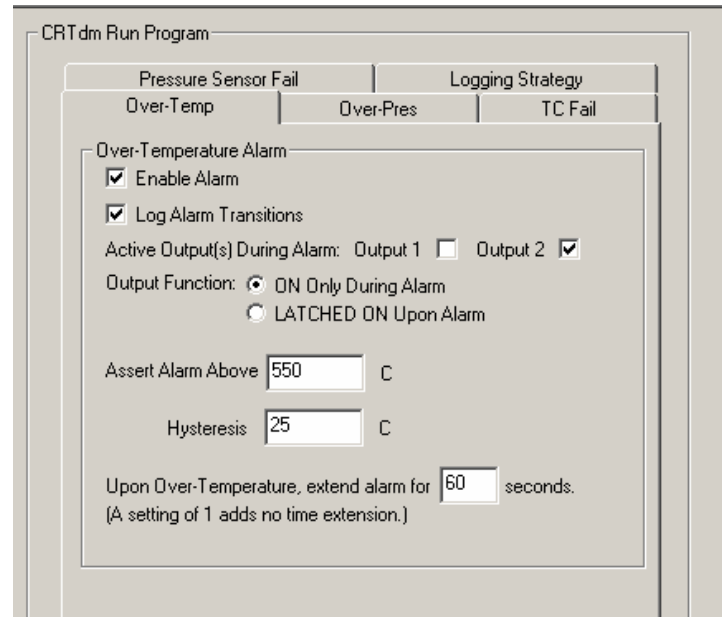 CRTdm Run Program
Pressure Sensor Fail Logging Strategy
Over-Temp Over-Pres TC Fail
Over-Temperature Alarm
Enable Alarm
Log Alarm Transitions
Active Output(s) During Alarm: Output 1 Output 2
Output Function: ON Only During Alarm
LATCHED ON Upon Alarm
Assert Alarm Above 550 C
Hysteresis 25 C
Upon Over-Temperature, extend alarm for 60 seconds.
(A setting of 1 adds no time extension.)